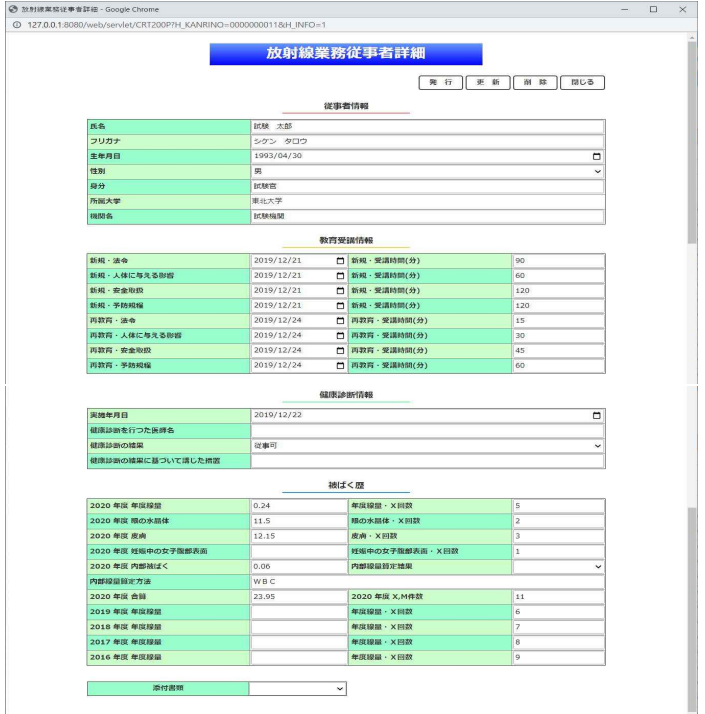 放射線業務従事者詳細 - Google Chrome
127.0.0.1:8080/web/servlet/CRT200P?H_KANRINO=0000000011&H_INFO=1
放射線業務従事者詳細
発 行 更 新 削 除 閉じる
従事者情報
氏名 試験 太郎
フリガナ シケン タロウ
生年月日 1993/04/30
性別 男
身分 試験官
所属大学 東北大学
機関名 試験機関
教育受講情報
新規・法令 2019/12/21 新規・受講時間(分) 90
新規・人体に与える影響 2019/12/21 新規・受講時間(分) 60
新規・安全取扱 2019/12/21 新規・受講時間(分) 120
新規・予防規程 2019/12/21 新規・受講時間(分) 120
再教育・法令 2019/12/24 再教育・受講時間(分) 15
再教育・人体に与える影響 2019/12/24 再教育・受講時間(分) 30
再教育・安全取扱 2019/12/24 再教育・受講時間(分) 45
再教育・予防規程 2019/12/24 再教育・受講時間(分) 60
健康診断情報
実施年月日 2019/12/22
健康診断を行つた医師名
健康診断の結果 従事可
健康診断の結果に基づいて講じた措置
被ばく歴
2020 年度 年度線量 0.24 年度線量・X回数 5
2020 年度 眼の水晶体 11.5 眼の水晶体・X回数 2
2020 年度 皮膚 12.15 皮膚・X回数 3
2020 年度 妊娠中の女子腹部表面 妊娠中の女子腹部表面・X回数 1
2020 年度 内部被ばく 0.06 内部線量算定結果
内部線量算定方法 ＷＢＣ
2020 年度 合算 23.95 2020 年度 X,M件数 11
2019 年度 年度線量 年度線量・X回数 6
2018 年度 年度線量 年度線量・X回数 7
2017 年度 年度線量 年度線量・X回数 8
2016 年度 年度線量 年度線量・X回数 9
添付書類